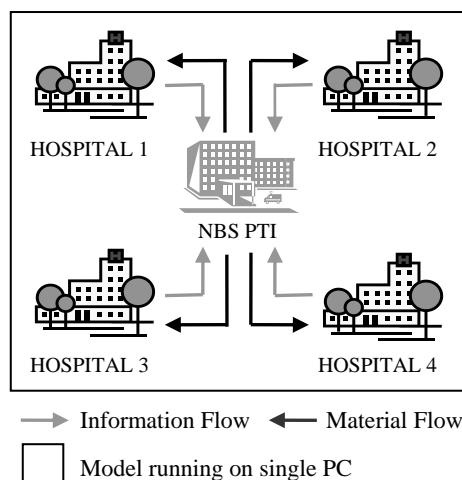 HOSPITAL 1
HOSPITAL 2
NBS PTI
HOSPITAL 3
HOSPITAL 4
Information Flow
Material Flow
Model running on single PC